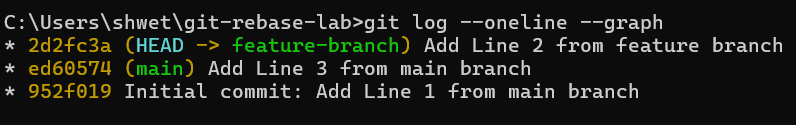 C:\Users\shwet\git-rebase-lab>git log --oneline --graph
* 2d2fc3a (HEAD -> feature-branch) Add Line 2 from feature branch
* ed60574 (main) Add Line 3 from main branch
* 952f019 Initial commit: Add Line 1 from main branch